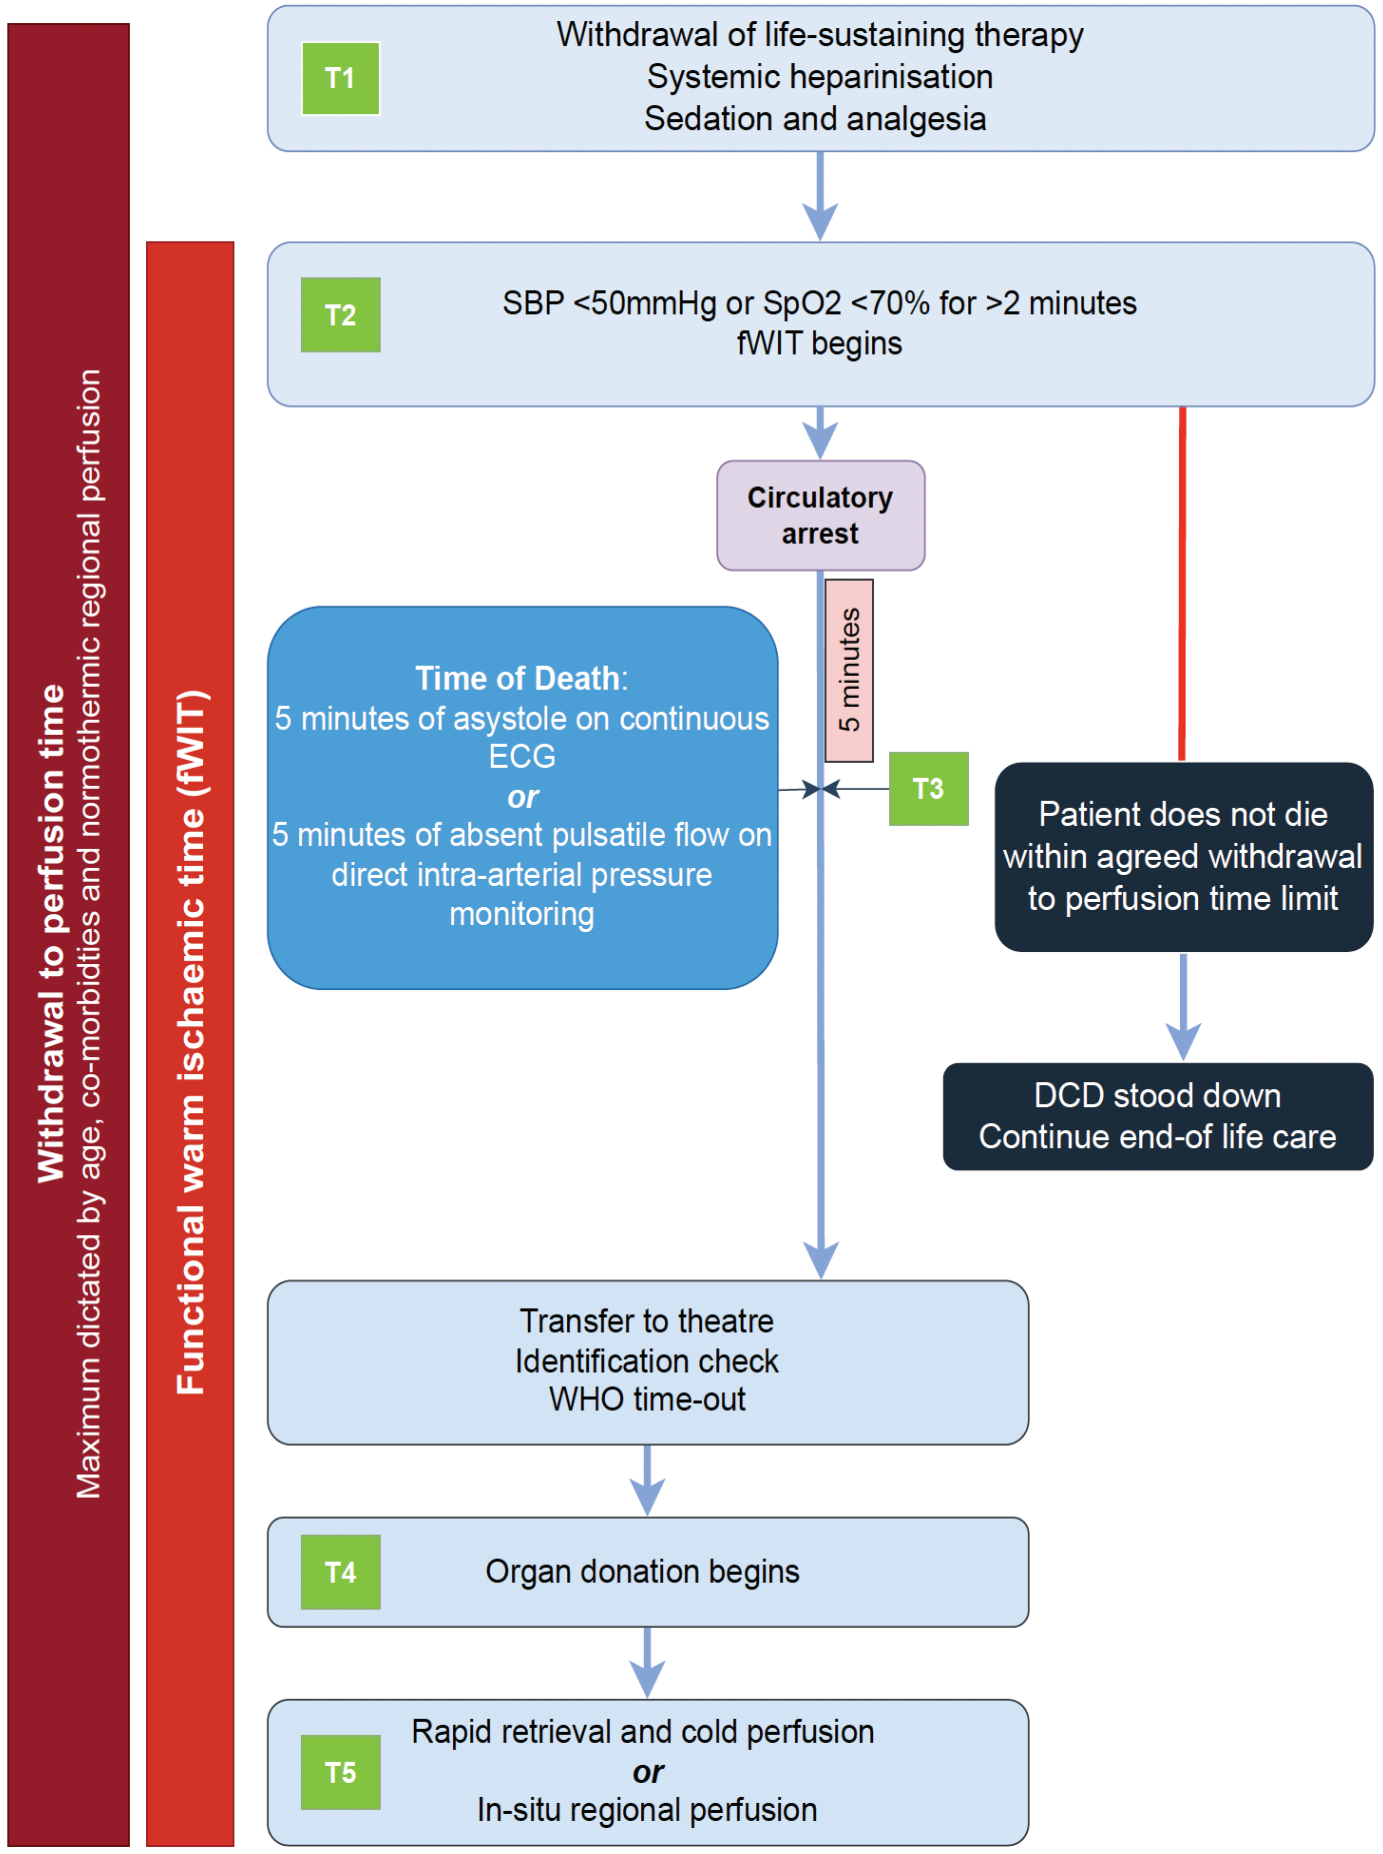 Withdrawal to perfusion time
Maximum dictated by age, co-morbidties and normothermic regional perfusion
Functional warm ischaemic time (fWIT)
T1
Withdrawal of life-sustaining therapy
Systemic heparinisation
Sedation and analgesia
T2
SBP <50mmHg or SpO2 <70% for >2 minutes
fWIT begins
Circulatory
arrest
5 minutes
Time of Death:
5 minutes of asystole on continuous
ECG
or
5 minutes of absent pulsatile flow on
direct intra-arterial pressure
monitoring
T3
Patient does not die
within agreed withdrawal
to perfusion time limit
DCD stood down
Continue end-of life care
Transfer to theatre
Identification check
WHO time-out
T4
Organ donation begins
T5
Rapid retrieval and cold perfusion
or
In-situ regional perfusion